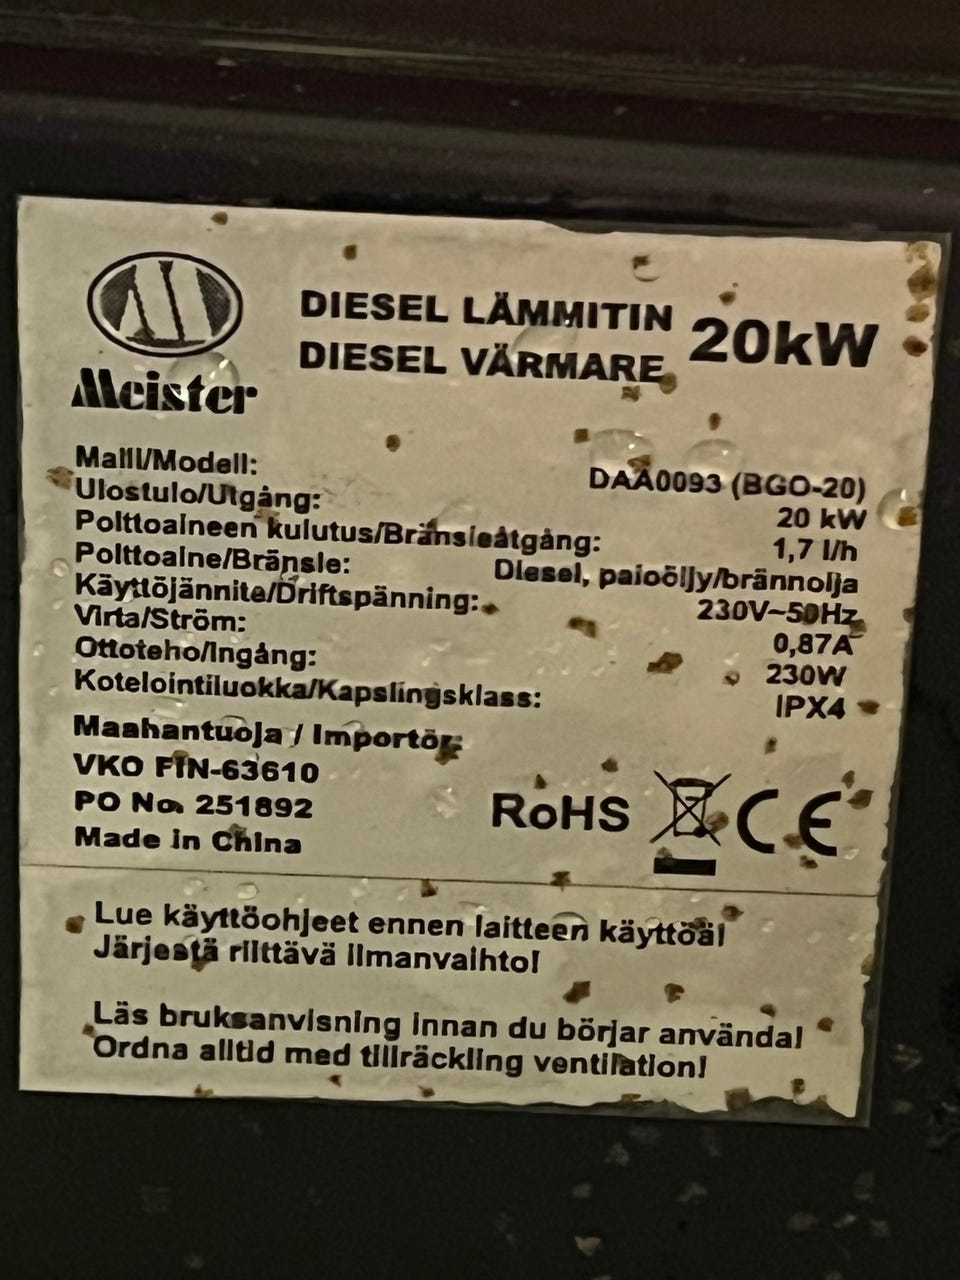 Meister
DIESEL LÄMMITIN
DIESEL VÄRMARE
20kW
Malli/Modell: DAA0093 (BGO-20)
Ulostulo/Utgång: 20 kW
Polttoaineen kulutus/Bränsleåtgång: 1,7 l/h
Polttoaine/Bränsle: Diesel, paloöljy/brännolja
Käyttöjännite/Driftspänning: 230V~50Hz
Virta/Ström: 0,87A
Ottoteho/Ingång: 230W
Kotelointiluokka/Kapslingsklass: IPX4
Maahantuoja / Importör:
VKO FIN-63610
PO No. 251892
Made in China
RoHS CE
Lue käyttöohjeet ennen laitteen käyttöä!
Järjestä riittävä ilmanvaihto!
Läs bruksanvisning innan du börjar använda!
Ordna alltid med tillräckling ventilation!